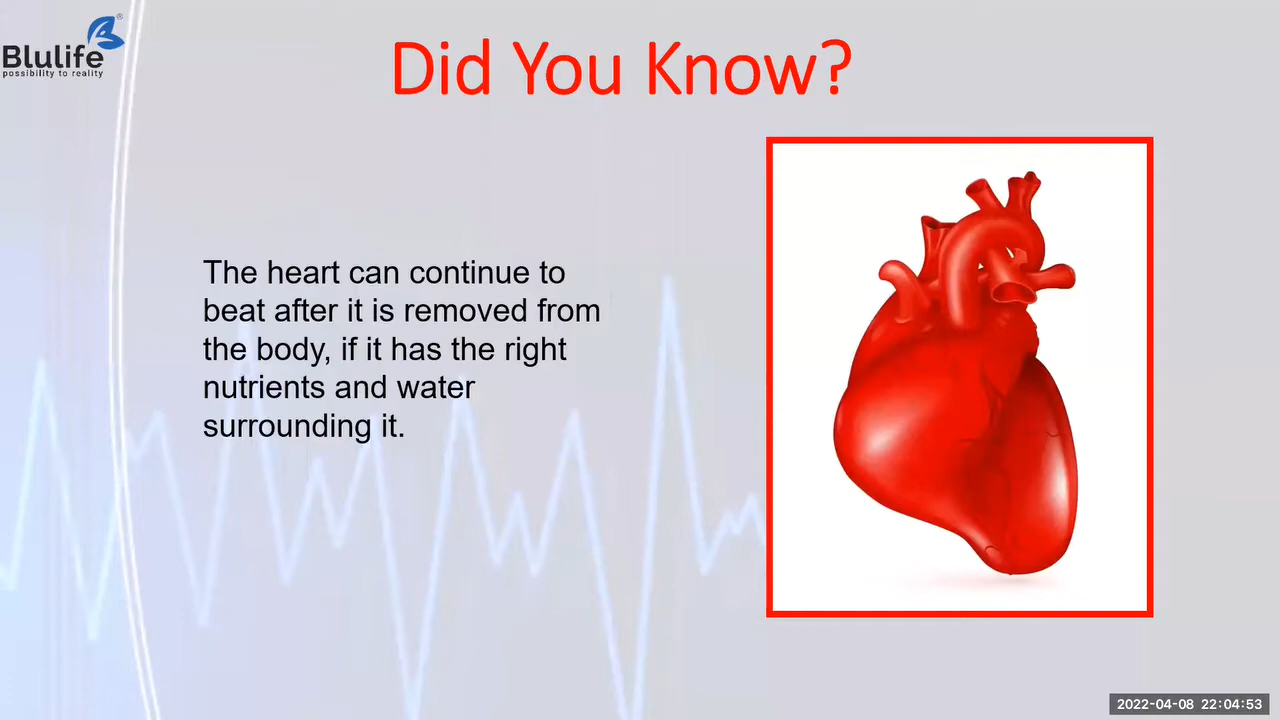 Blulife®
possibility to reality
Did You Know?
The heart can continue to
beat after it is removed from
the body, if it has the right
nutrients and water
surrounding it.
2022-04-08 22:04:53